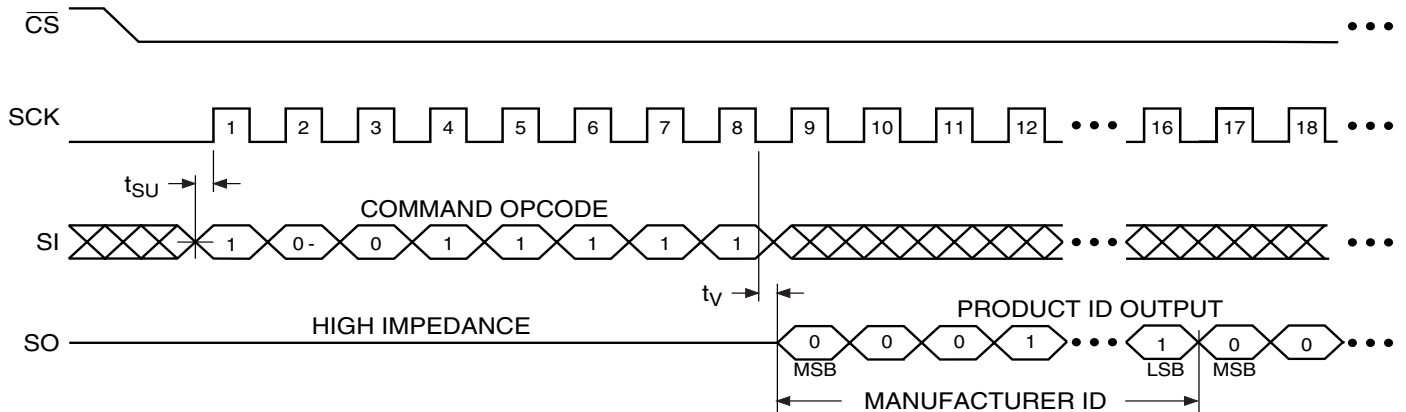 CS
SCK
1 2 3 4 5 6 7 8 9 10 11 12 ••• 16 17 18 •••
tSU
COMMAND OPCODE
SI
1 0- 0 1 1 1 1 1
tV
PRODUCT ID OUTPUT
HIGH IMPEDANCE
SO
0 0 0 1 ••• 1 0 0 •••
MSB LSB MSB
MANUFACTURER ID